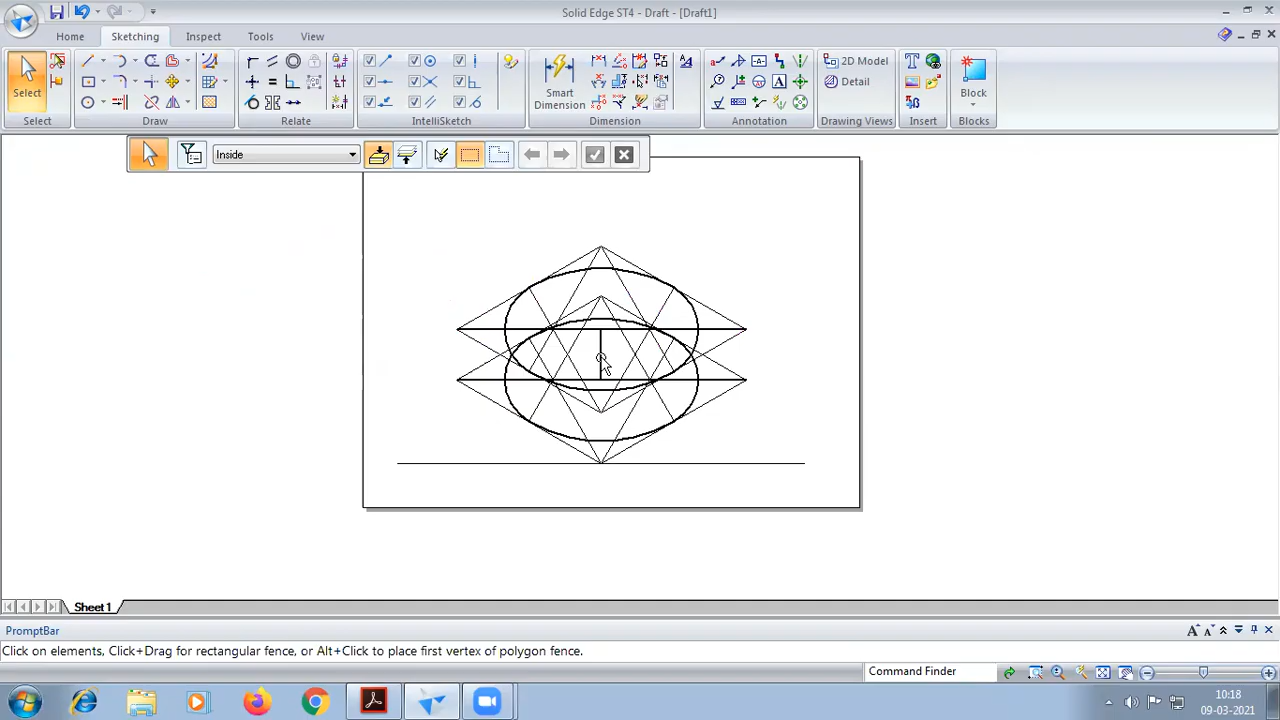 Solid Edge ST4 - Draft - [Draft1]
Home
Sketching
Inspect
Tools
View
Select
Smart
Dimension
2D Model
Detail
Block
Select
Draw
Relate
IntelliSketch
Dimension
Annotation
Drawing Views
Insert
Blocks
Inside
Sheet1
PromptBar
Click on elements, Click+Drag for rectangular fence, or Alt+Click to place first vertex of polygon fence.
Command Finder
10:18
09-03-2021